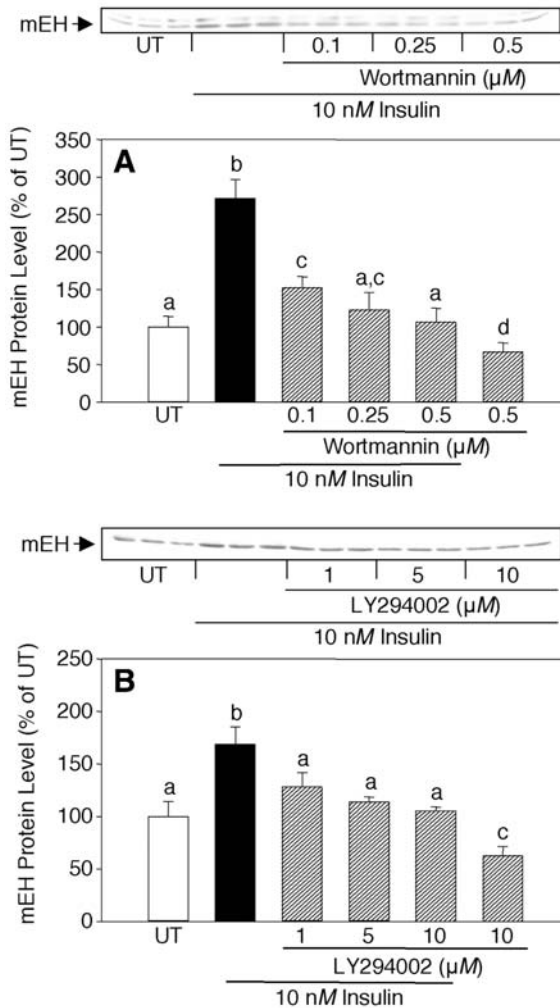 mEH
UT 0.1 0.25 0.5
Wortmannin (µM)
10 nM Insulin
A
mEH Protein Level (% of UT)
350
300
250
200
150
100
50
0
a b c a,c a d
UT 0.1 0.25 0.5 0.5
Wortmannin (µM)
10 nM Insulin
mEH
UT 1 5 10
LY294002 (µM)
10 nM Insulin
B
mEH Protein Level (% of UT)
250
200
150
100
50
0
a b a a a c
UT 1 5 10 10
LY294002 (µM)
10 nM Insulin